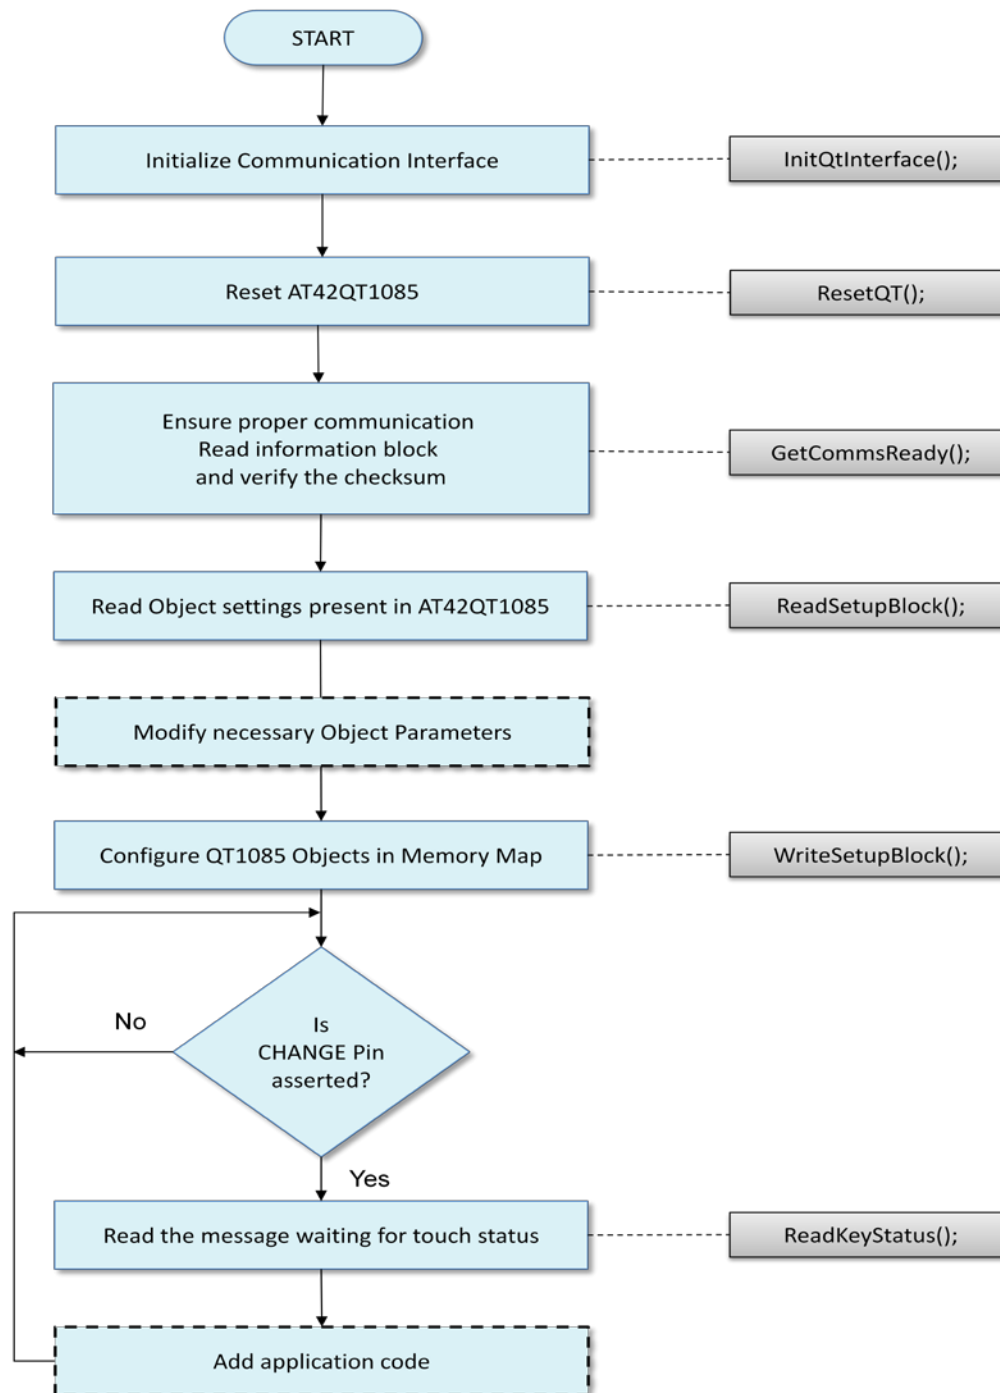 START
Initialize Communication Interface
InitQtInterface();
Reset AT42QT1085
ResetQT();
Ensure proper communication
Read information block
and verify the checksum
GetCommsReady();
Read Object settings present in AT42QT1085
ReadSetupBlock();
Modify necessary Object Parameters
Configure QT1085 Objects in Memory Map
WriteSetupBlock();
Is
CHANGE Pin
asserted?
No
Yes
Read the message waiting for touch status
ReadKeyStatus();
Add application code